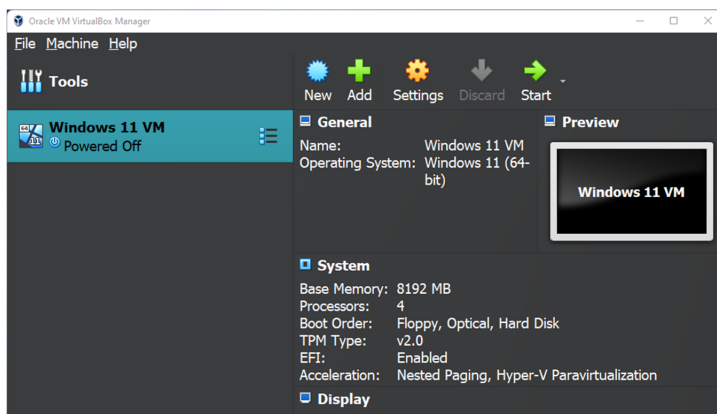 Oracle VM VirtualBox Manager
File Machine Help
Tools
New Add Settings Discard Start
64
11
Windows 11 VM
Powered Off
General
Name: Windows 11 VM
Operating System: Windows 11 (64-
bit)
Preview
Windows 11 VM
System
Base Memory: 8192 MB
Processors: 4
Boot Order: Floppy, Optical, Hard Disk
TPM Type: v2.0
EFI: Enabled
Acceleration: Nested Paging, Hyper-V Paravirtualization
Display